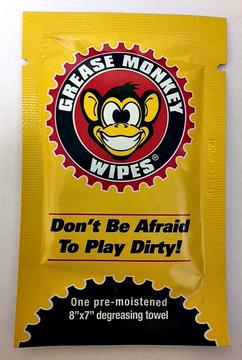 GREASE MONKEY
WIPES®
Don't Be Afraid
To Play Dirty!
One pre-moistened
8"x7" degreasing towel